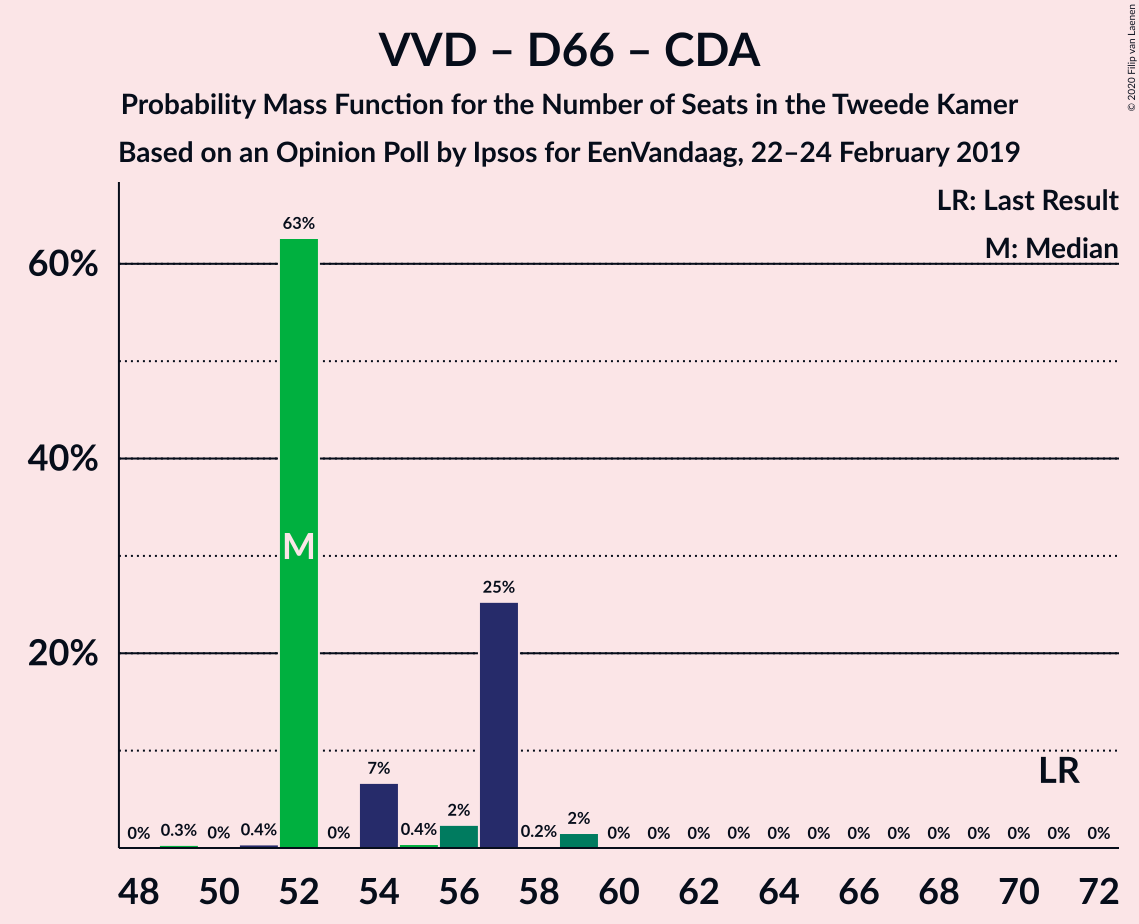 VVD – D66 – CDA
Probability Mass Function for the Number of Seats in the Tweede Kamer
Based on an Opinion Poll by Ipsos for EenVandaag, 22–24 February 2019
© 2020 Filip van Laenen
LR: Last Result
M: Median
60%
40%
20%
63%
M
25%
7%
LR
0% 0.3% 0% 0.4% 0% 0.4% 2% 0.2% 2% 0% 0% 0% 0% 0% 0% 0% 0% 0% 0% 0% 0% 0%
48 50 52 54 56 58 60 62 64 66 68 70 72